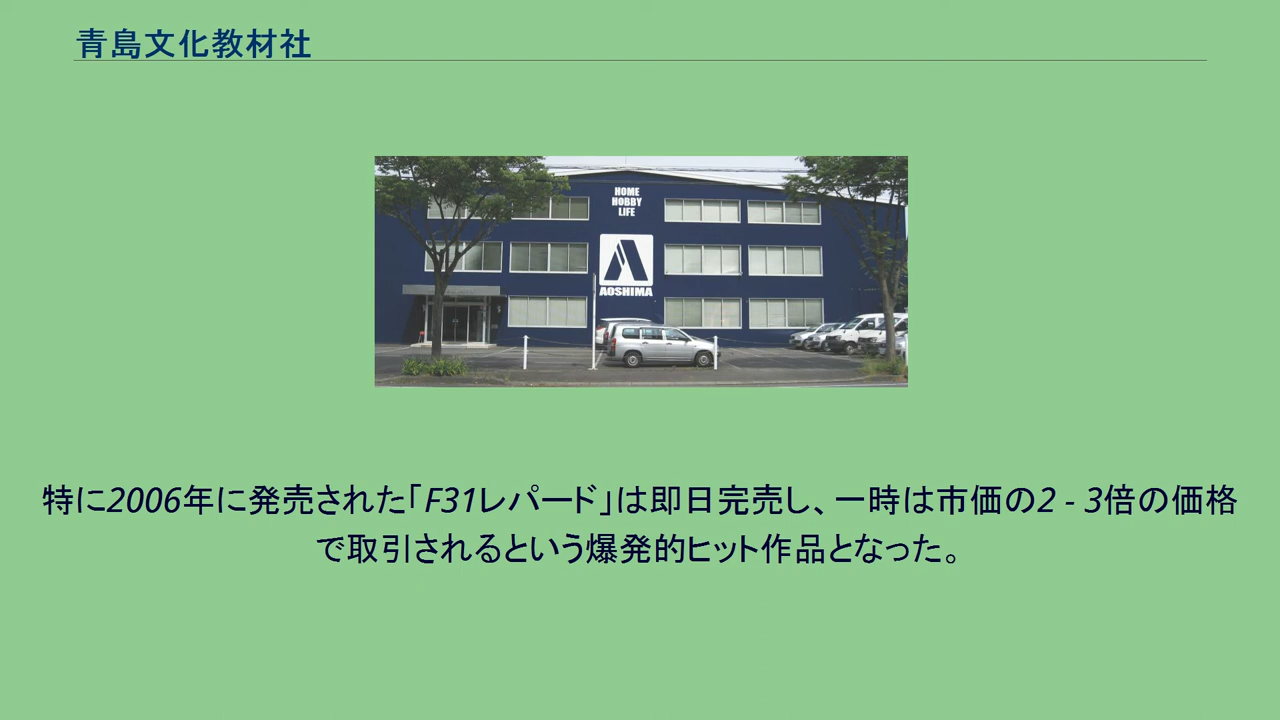 青島文化教材社
HOME
HOBBY
LIFE
AOSHIMA
特に2006年に発売された「F31レパード」は即日完売し、一時は市価の2 - 3倍の価格
で取引されるという爆発的ヒット作品となった。